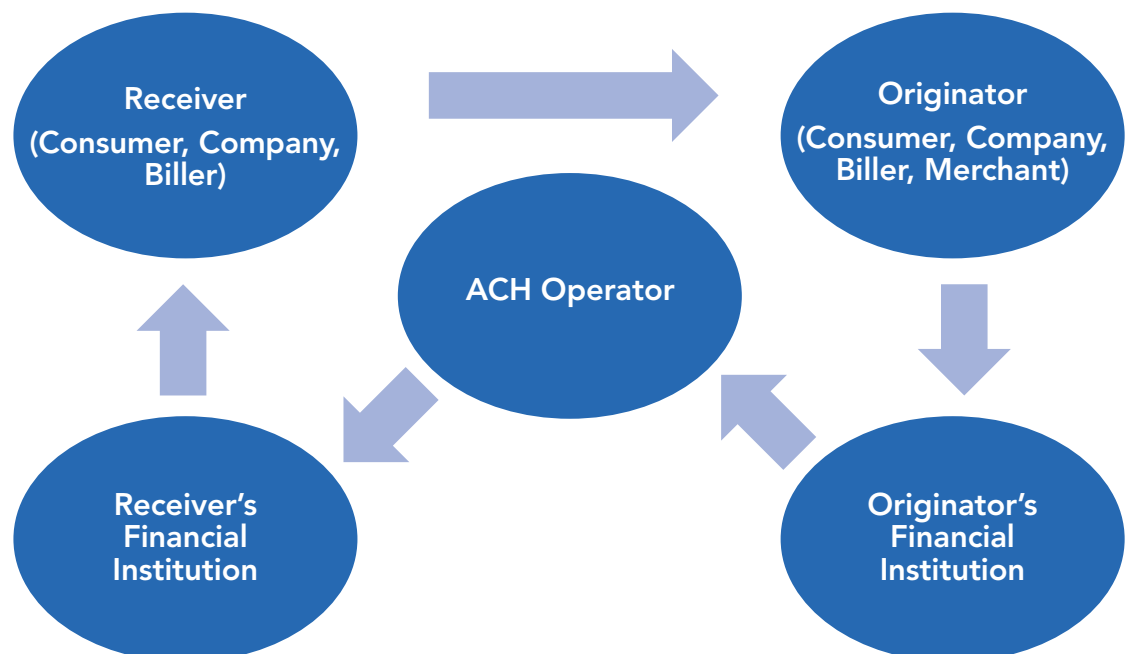 Receiver
(Consumer, Company,
Biller)
Originator
(Consumer, Company,
Biller, Merchant)
ACH Operator
Receiver’s
Financial
Institution
Originator’s
Financial
Institution